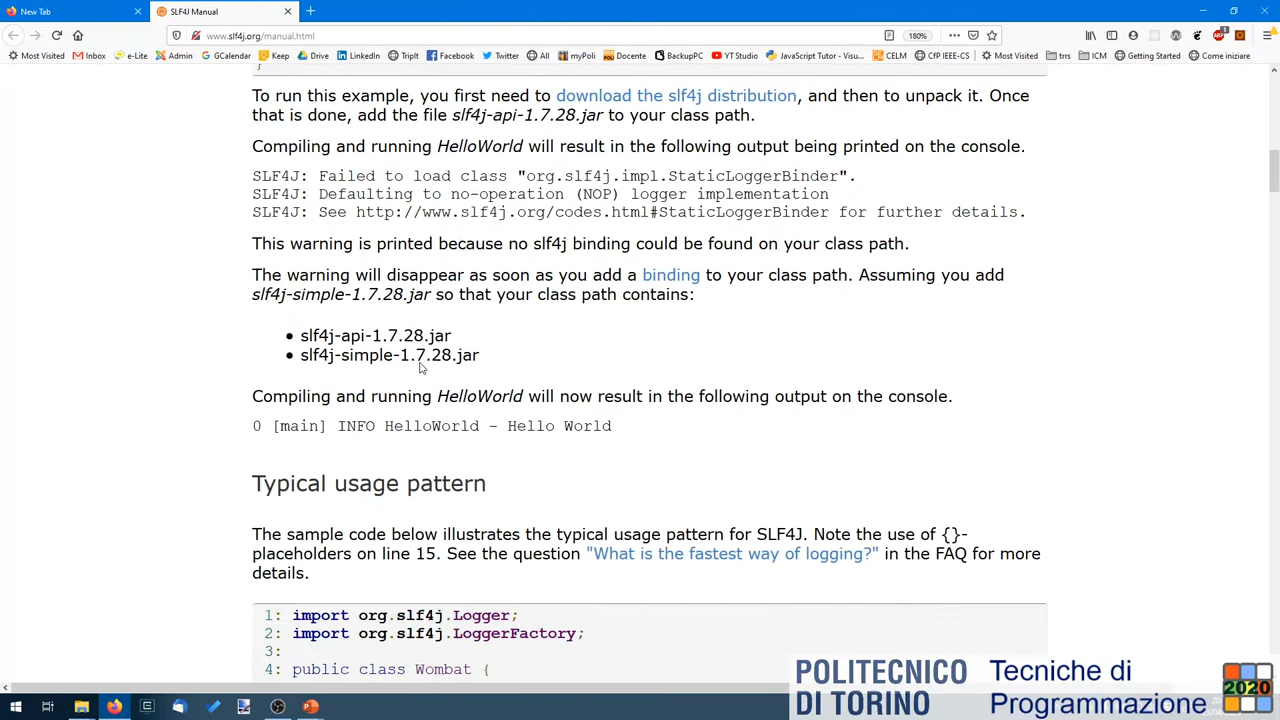 New Tab
SLF4J Manual
www.slf4j.org/manual.html
180%
Most Visited
Inbox
e-Lite
Admin
GCalendar
Keep
Drive
LinkedIn
TripIt
Facebook
Twitter
All
myPoli
Docente
BackupPC
YT Studio
JavaScript Tutor - Visu...
CELM
CfP IEEE-CS
Most Visited
trrs
ICM
Getting Started
Come iniziare
}
To run this example, you first need to download the slf4j distribution, and then to unpack it. Once
that is done, add the file slf4j-api-1.7.28.jar to your class path.
Compiling and running HelloWorld will result in the following output being printed on the console.
SLF4J: Failed to load class "org.slf4j.impl.StaticLoggerBinder".
SLF4J: Defaulting to no-operation (NOP) logger implementation
SLF4J: See http://www.slf4j.org/codes.html#StaticLoggerBinder for further details.
This warning is printed because no slf4j binding could be found on your class path.
The warning will disappear as soon as you add a binding to your class path. Assuming you add
slf4j-simple-1.7.28.jar so that your class path contains:
• slf4j-api-1.7.28.jar
• slf4j-simple-1.7.28.jar
Compiling and running HelloWorld will now result in the following output on the console.
0 [main] INFO HelloWorld - Hello World
Typical usage pattern
The sample code below illustrates the typical usage pattern for SLF4J. Note the use of {}-
placeholders on line 15. See the question "What is the fastest way of logging?" in the FAQ for more
details.
1: import org.slf4j.Logger;
2: import org.slf4j.LoggerFactory;
3:
4: public class Wombat {
POLITECNICO
DI TORINO
Tecniche di
Programmazione
2020